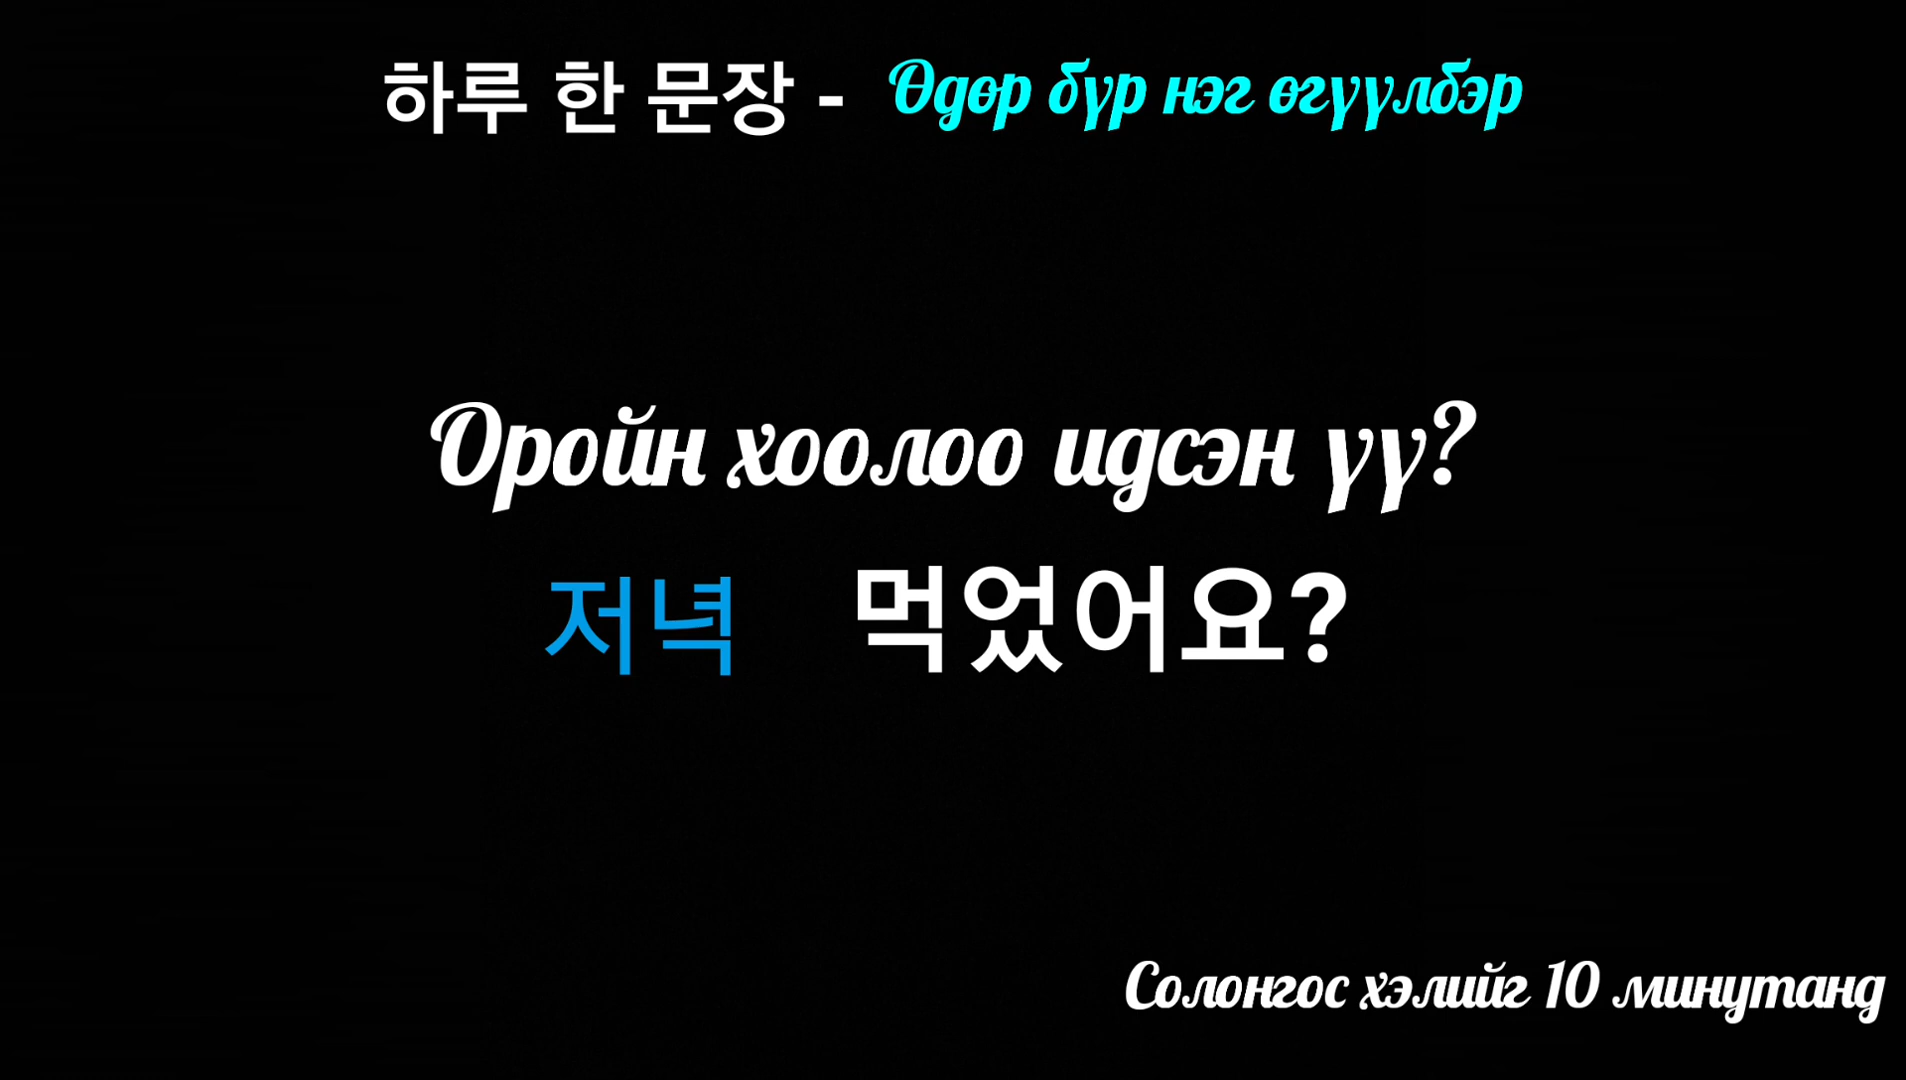 하루 한 문장 - Өдөр бүр нэг өгүүлбэр
Оройн хоолоо идсэн үү?
저녁 먹었어요?
Солонгос хэлийг 10 минутанд